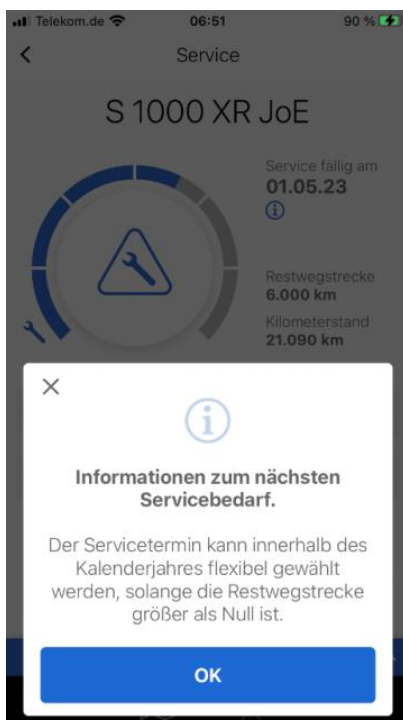 Telekom.de 06:51 90 %
Service
S 1000 XR JoE
Service fällig am
01.05.23
Restwegstrecke
6.000 km
Kilometerstand
21.090 km
Informationen zum nächsten
Servicebedarf.
Der Servicetermin kann innerhalb des
Kalenderjahres flexibel gewählt
werden, solange die Restwegstrecke
größer als Null ist.
OK